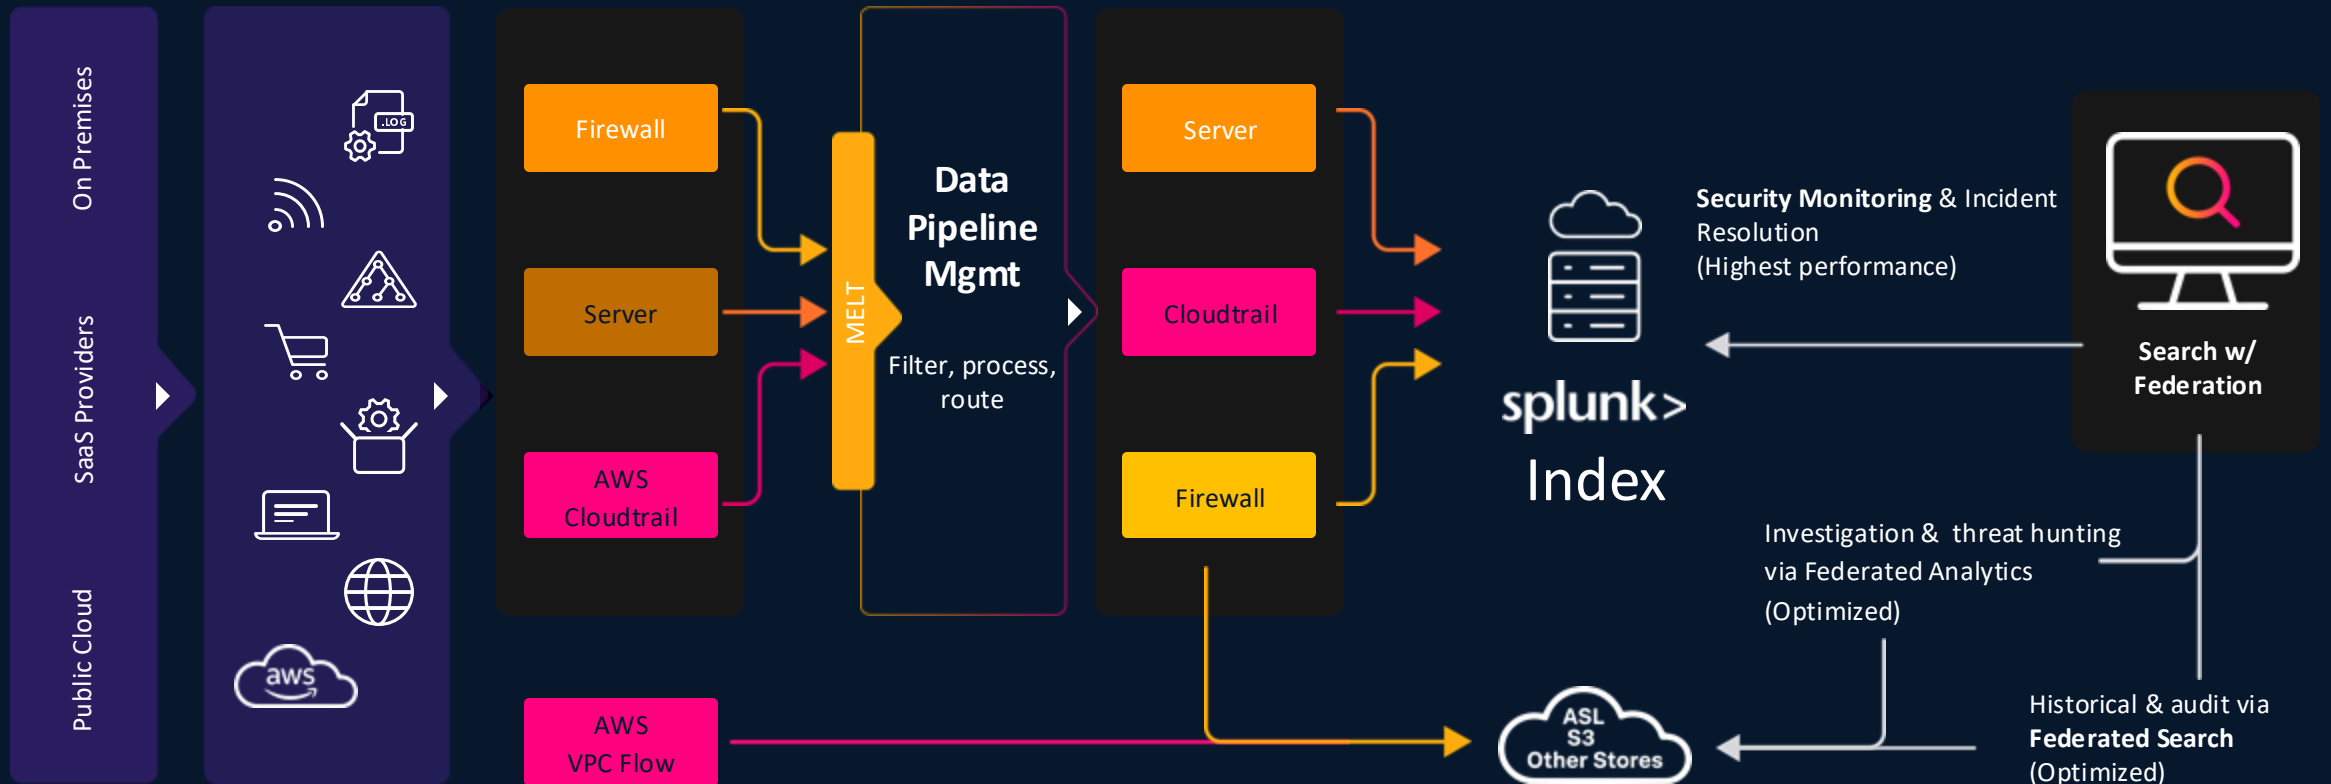 On Premises
SaaS Providers
Public Cloud
.LOG
aws
Firewall
Server
AWS
Cloudtrail
AWS
VPC Flow
MELT
Data
Pipeline
Mgmt
Filter, process,
route
Server
Cloudtrail
Firewall
splunk>
Index
ASL
S3
Other Stores
Security Monitoring & Incident
Resolution
(Highest performance)
Search w/
Federation
Investigation & threat hunting
via Federated Analytics
(Optimized)
Historical & audit via
Federated Search
(Optimized)